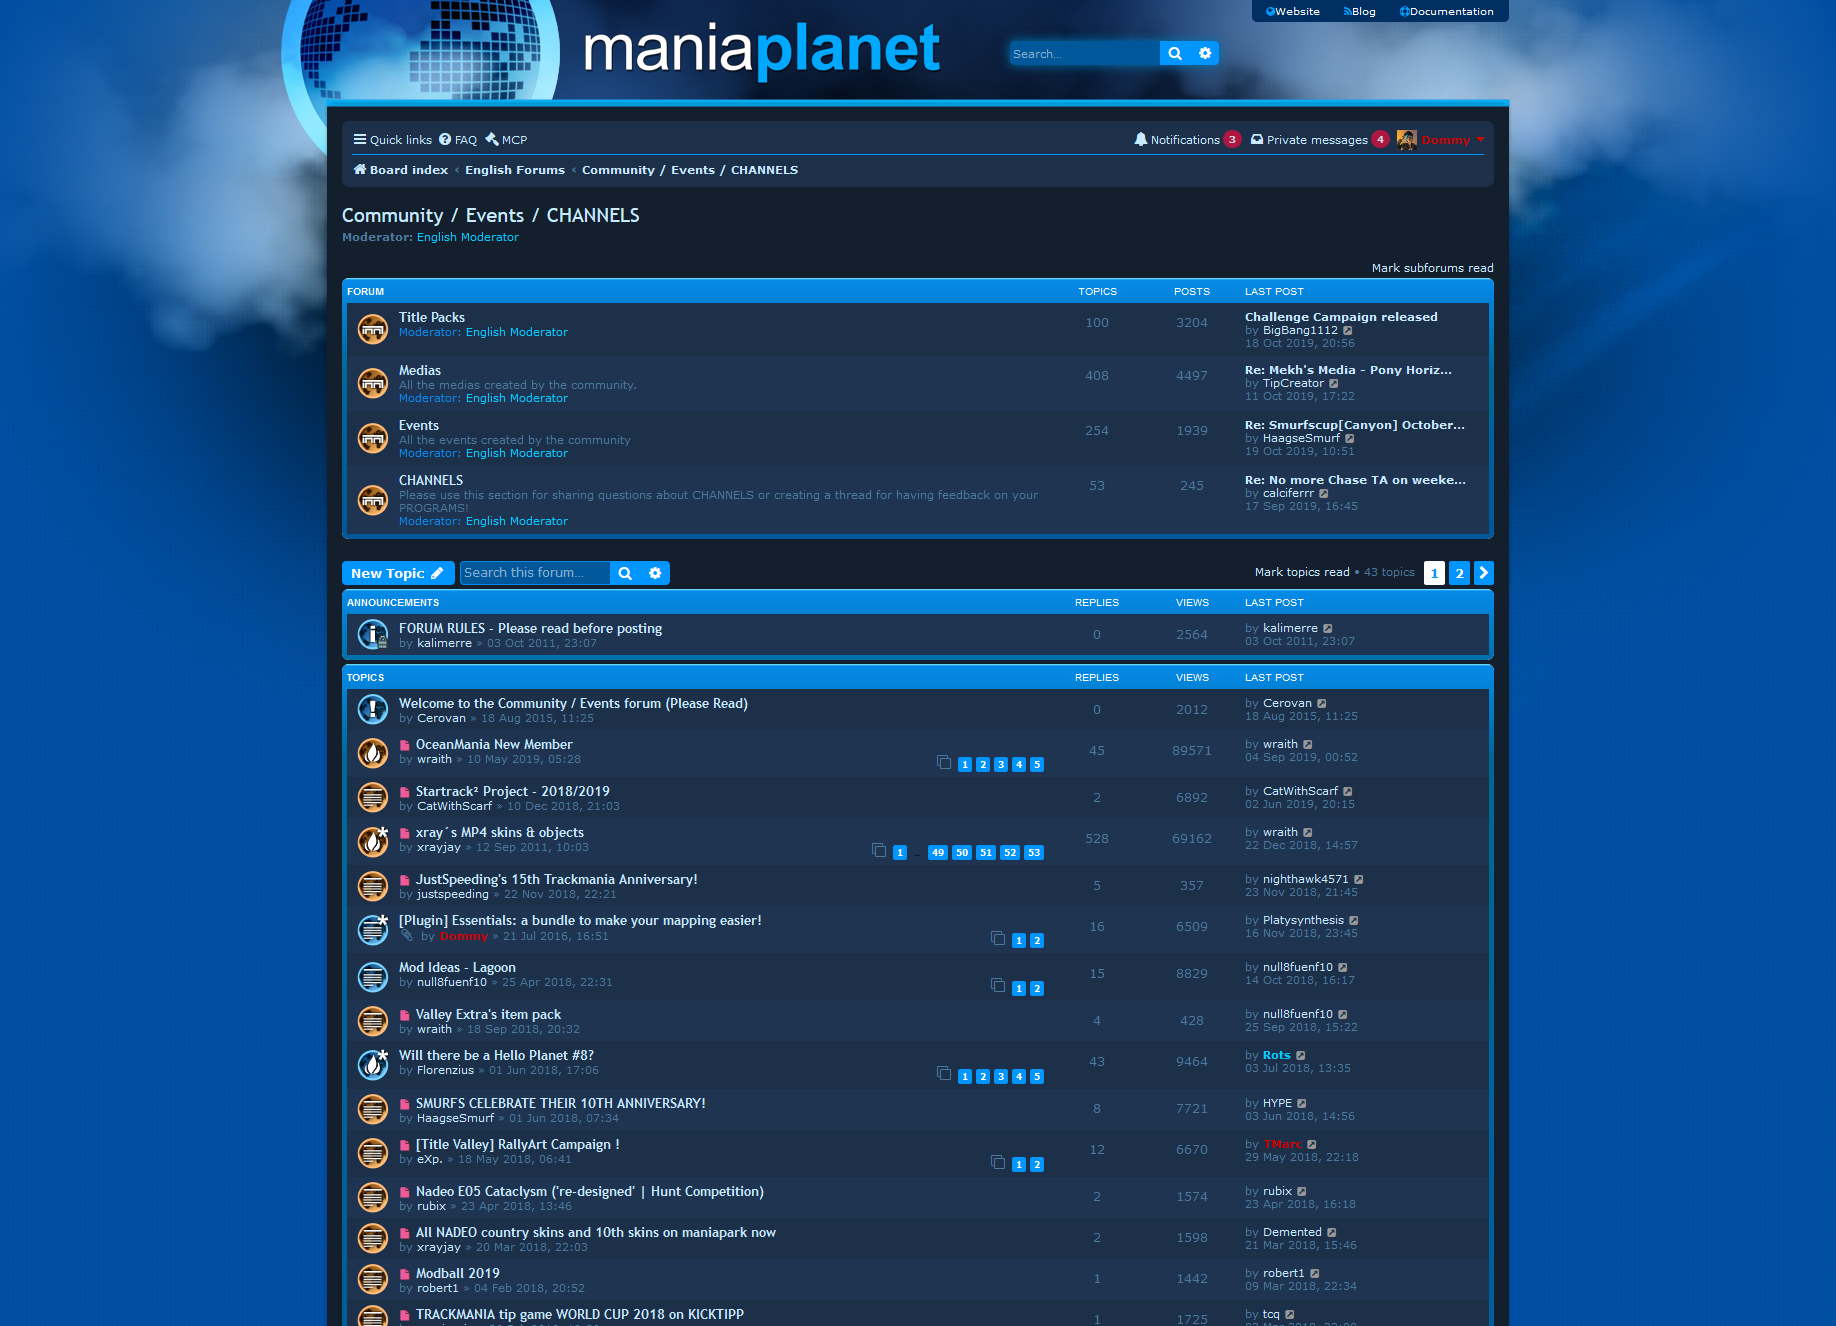 Website Blog Documentation
maniaplanet
Search...
Quick links FAQ MCP Notifications 3 Private messages 4 Dommy
Board index ‹ English Forums ‹ Community / Events / CHANNELS
Community / Events / CHANNELS
Moderator: English Moderator
Mark subforums read
FORUM TOPICS POSTS LAST POST
Title Packs 100 3204 Challenge Campaign released
Moderator: English Moderator by BigBang1112
18 Oct 2019, 20:56
Medias 408 4497 Re: Mekh's Media - Pony Horiz...
All the medias created by the community. by TipCreator
Moderator: English Moderator 11 Oct 2019, 17:22
Events 254 1939 Re: Smurfscup[Canyon] October...
All the events created by the community by HaagseSmurf
Moderator: English Moderator 19 Oct 2019, 10:51
CHANNELS 53 245 Re: No more Chase TA on weeke...
Please use this section for sharing questions about CHANNELS or creating a thread for having feedback on your by calciferrr
PROGRAMS! 17 Sep 2019, 16:45
Moderator: English Moderator
New Topic Search this forum... Mark topics read • 43 topics 1 2
ANNOUNCEMENTS REPLIES VIEWS LAST POST
FORUM RULES - Please read before posting 0 2564 by kalimerre
by kalimerre » 03 Oct 2011, 23:07 03 Oct 2011, 23:07
TOPICS REPLIES VIEWS LAST POST
Welcome to the Community / Events forum (Please Read) 0 2012 by Cerovan
by Cerovan » 18 Aug 2015, 11:25 18 Aug 2015, 11:25
OceanMania New Member 45 89571 by wraith
by wraith » 10 May 2019, 05:28 1 2 3 4 5 04 Sep 2019, 00:52
Startrack² Project - 2018/2019 2 6892 by CatWithScarf
by CatWithScarf » 10 Dec 2018, 21:03 02 Jun 2019, 20:15
xray´s MP4 skins & objects 528 69162 by wraith
by xrayjay » 12 Sep 2011, 10:03 1 … 49 50 51 52 53 22 Dec 2018, 14:57
JustSpeeding's 15th Trackmania Anniversary! 5 357 by nighthawk4571
by justspeeding » 22 Nov 2018, 22:21 23 Nov 2018, 21:45
[Plugin] Essentials: a bundle to make your mapping easier! 16 6509 by Platysynthesis
by Dommy » 21 Jul 2016, 16:51 1 2 16 Nov 2018, 23:45
Mod Ideas - Lagoon 15 8829 by null8fuenf10
by null8fuenf10 » 25 Apr 2018, 22:31 1 2 14 Oct 2018, 16:17
Valley Extra's item pack 4 428 by null8fuenf10
by wraith » 18 Sep 2018, 20:32 25 Sep 2018, 15:22
Will there be a Hello Planet #8? 43 9464 by Rots
by Florenzius » 01 Jun 2018, 17:06 1 2 3 4 5 03 Jul 2018, 13:35
SMURFS CELEBRATE THEIR 10TH ANNIVERSARY! 8 7721 by HYPE
by HaagseSmurf » 01 Jun 2018, 07:34 03 Jun 2018, 14:56
[Title Valley] RallyArt Campaign ! 12 6670 by TMarc
by eXp. » 18 May 2018, 06:41 1 2 29 May 2018, 22:18
Nadeo E05 Cataclysm ('re-designed' | Hunt Competition) 2 1574 by rubix
by rubix » 23 Apr 2018, 13:46 23 Apr 2018, 16:18
All NADEO country skins and 10th skins on maniapark now 2 1598 by Demented
by xrayjay » 20 Mar 2018, 22:03 21 Mar 2018, 15:46
Modball 2019 1 1442 by robert1
by robert1 » 04 Feb 2018, 20:52 09 Mar 2018, 22:34
TRACKMANIA tip game WORLD CUP 2018 on KICKTIPP 1 1725 by tcq